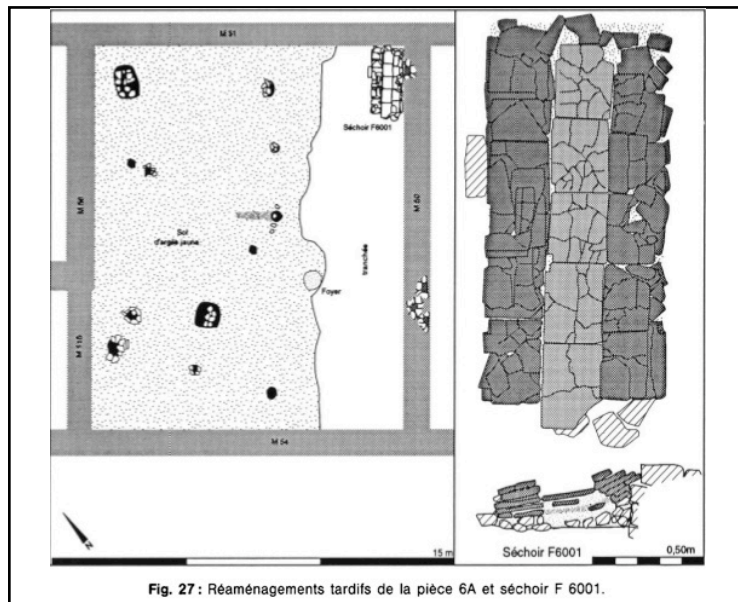 M 51
Séchoir F6001
M 56
M 50
Sol
d'argile jaune
tranchée
Foyer
M 115
M 54
N
15 m
Séchoir F6001
0,50m
Fig. 27 : Réaménagements tardifs de la pièce 6A et séchoir F 6001.